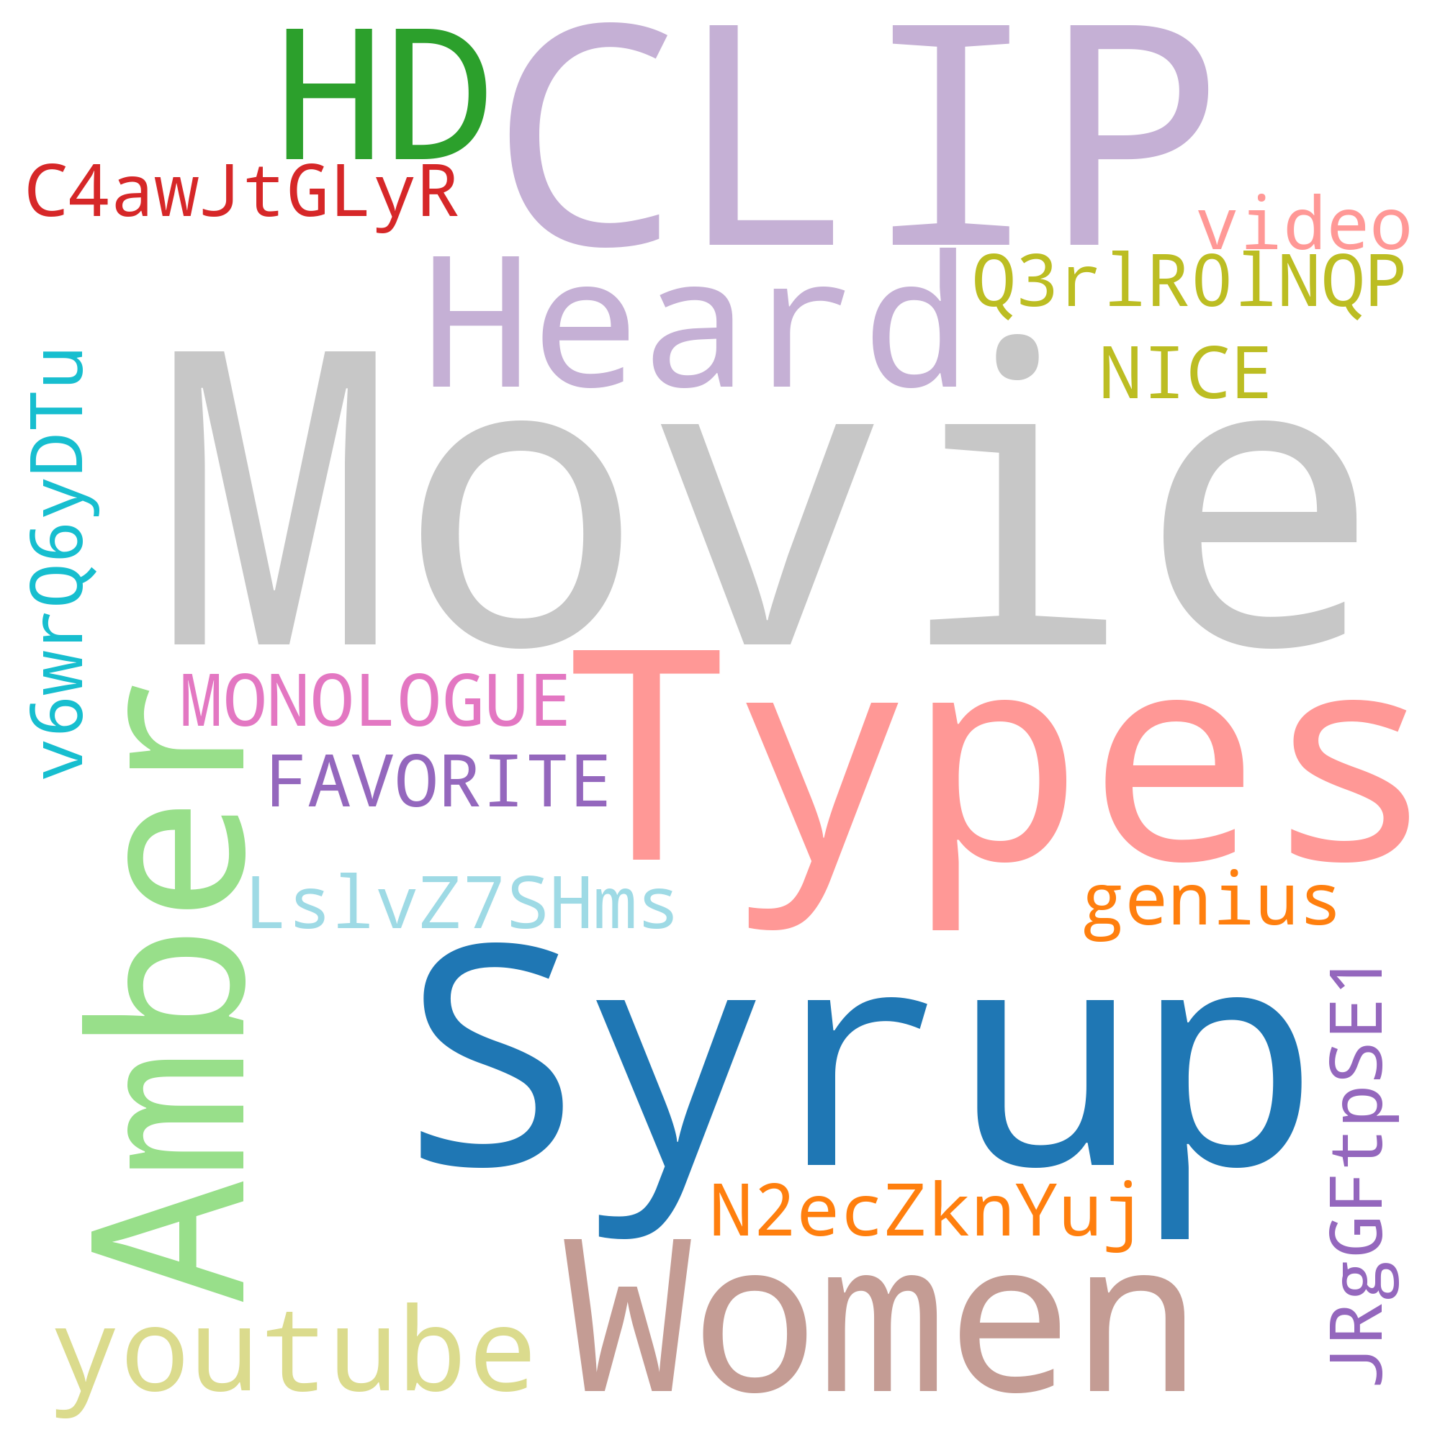 HD
CLIP
C4awJtGLyR
video
Heard
Q3rlR0lNQP
NICE
Movie
v6wrQ6yDTu
MONOLOGUE
Types
FAVORITE
Amber
LslvZ7SHms
genius
Syrup
JRgGFtpSE1
N2ecZknYuj
Women
youtube